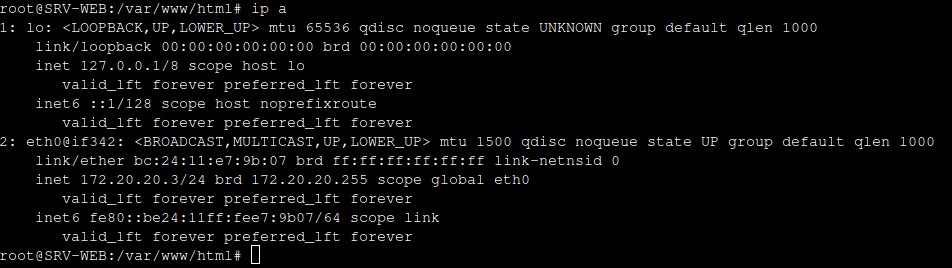 root@SRV-WEB:/var/www/html# ip a
1: lo: <LOOPBACK,UP,LOWER_UP> mtu 65536 qdisc noqueue state UNKNOWN group default qlen 1000
    link/loopback 00:00:00:00:00:00 brd 00:00:00:00:00:00
    inet 127.0.0.1/8 scope host lo
       valid_lft forever preferred_lft forever
    inet6 ::1/128 scope host noprefixroute
       valid_lft forever preferred_lft forever
2: eth0@if342: <BROADCAST,MULTICAST,UP,LOWER_UP> mtu 1500 qdisc noqueue state UP group default qlen 1000
    link/ether bc:24:11:e7:9b:07 brd ff:ff:ff:ff:ff:ff link-netnsid 0
    inet 172.20.20.3/24 brd 172.20.20.255 scope global eth0
       valid_lft forever preferred_lft forever
    inet6 fe80::be24:11ff:fee7:9b07/64 scope link
       valid_lft forever preferred_lft forever
root@SRV-WEB:/var/www/html#